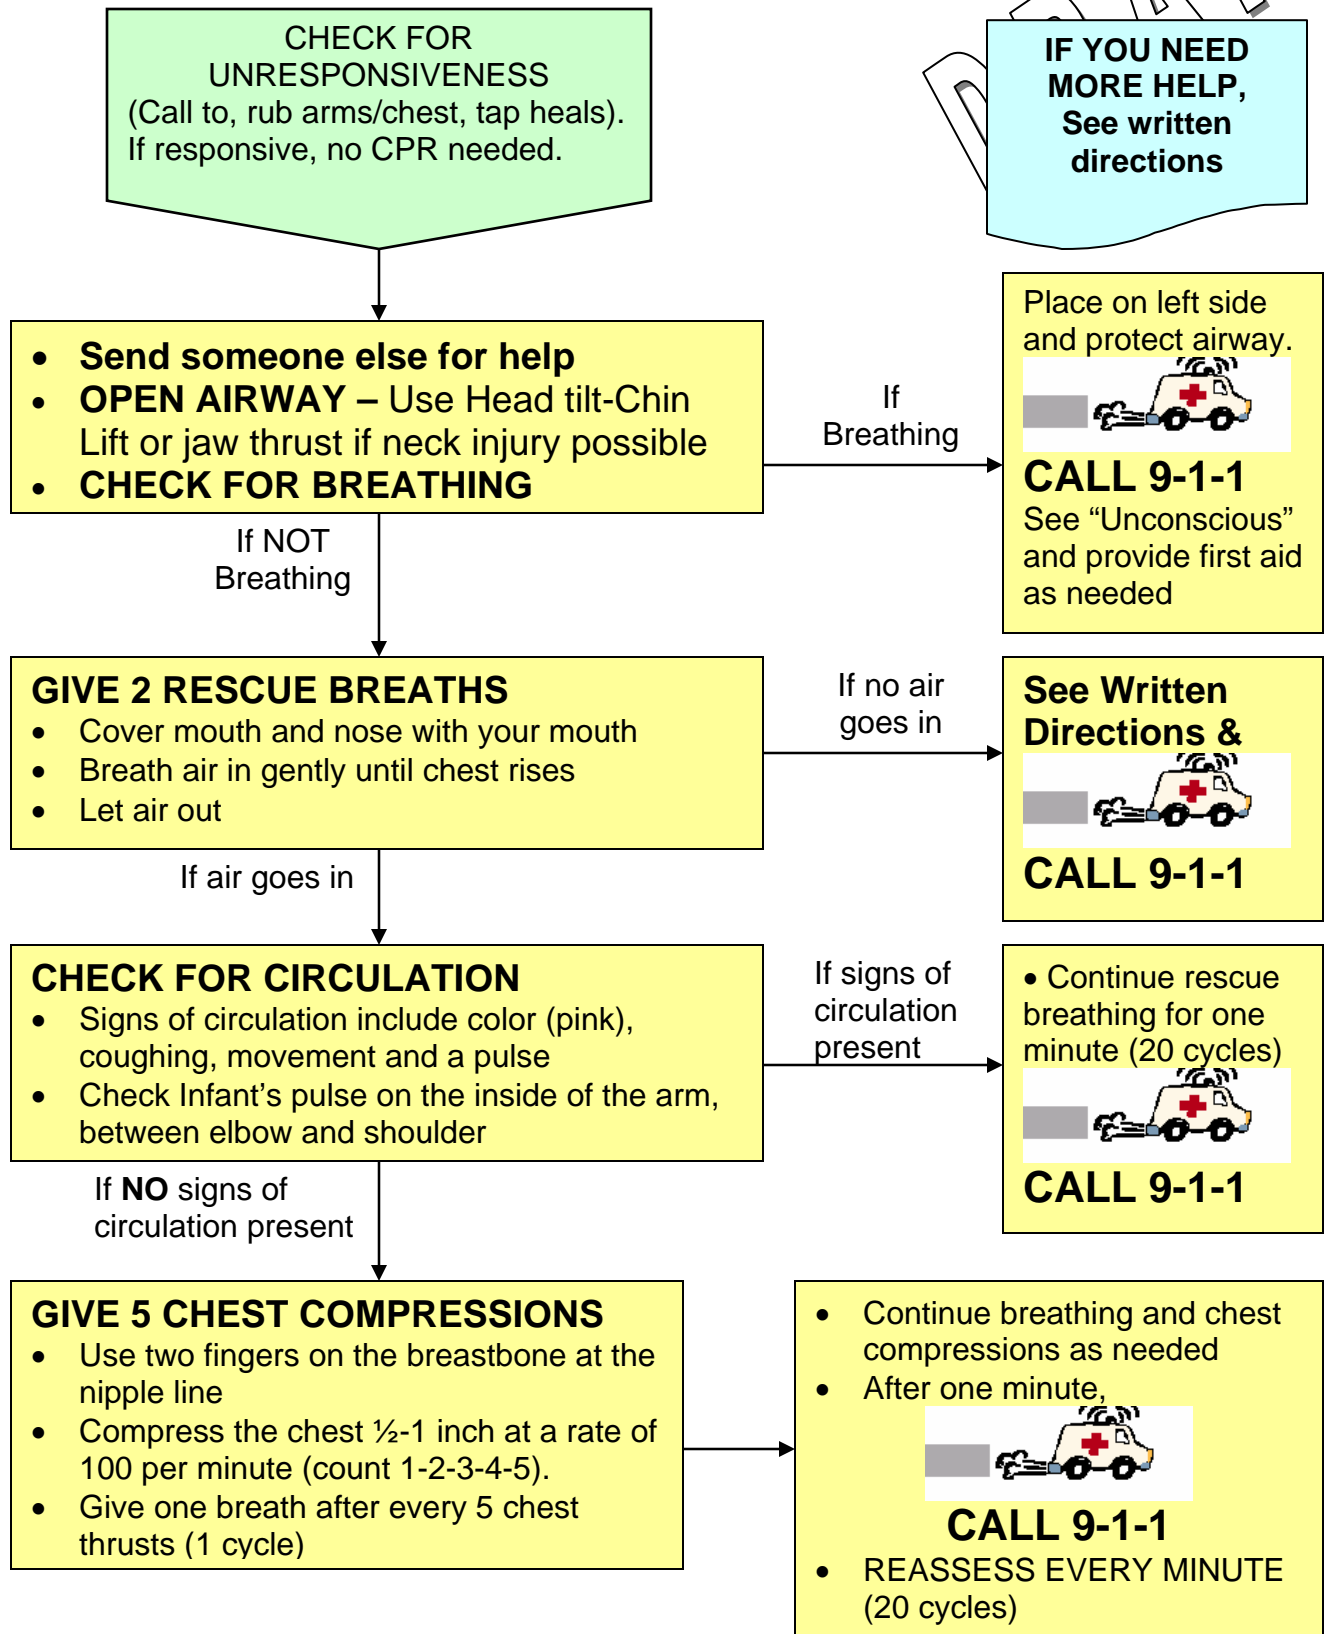 CHECK FOR
UNRESPONSIVENESS
(Call to, rub arms/chest, tap heals).
If responsive, no CPR needed.
IF YOU NEED
MORE HELP,
See written
directions
• Send someone else for help
• OPEN AIRWAY – Use Head tilt-Chin
Lift or jaw thrust if neck injury possible
• CHECK FOR BREATHING
If
Breathing
Place on left side
and protect airway.
CALL 9-1-1
See “Unconscious”
and provide first aid
as needed
If NOT
Breathing
GIVE 2 RESCUE BREATHS
• Cover mouth and nose with your mouth
• Breath air in gently until chest rises
• Let air out
If no air
goes in
See Written
Directions &
CALL 9-1-1
If air goes in
CHECK FOR CIRCULATION
• Signs of circulation include color (pink),
coughing, movement and a pulse
• Check Infant’s pulse on the inside of the arm,
between elbow and shoulder
If signs of
circulation
present
• Continue rescue
breathing for one
minute (20 cycles)
CALL 9-1-1
If NO signs of
circulation present
GIVE 5 CHEST COMPRESSIONS
• Use two fingers on the breastbone at the
nipple line
• Compress the chest ½-1 inch at a rate of
100 per minute (count 1-2-3-4-5).
• Give one breath after every 5 chest
thrusts (1 cycle)
• Continue breathing and chest
compressions as needed
• After one minute,
CALL 9-1-1
• REASSESS EVERY MINUTE
(20 cycles)